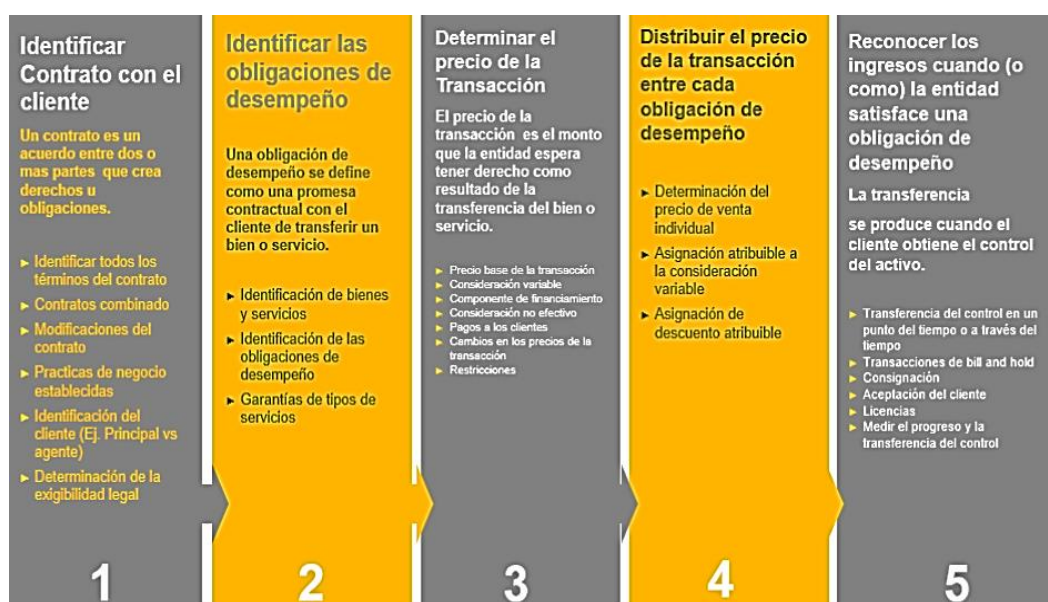 Identificar
Contrato con el
cliente
Un contrato es un
acuerdo entre dos o
mas partes que crea
derechos u
obligaciones.
► Identificar todos los
términos del contrato
► Contratos combinado
► Modificaciones del
contrato
► Practicas de negocio
establecidas
► Identificación del
cliente (Ej. Principal vs
agente)
► Determinación de la
exigibilidad legal
1
Identificar las
obligaciones de
desempeño
Una obligación de
desempeño se define
como una promesa
contractual con el
cliente de transferir un
bien o servicio.
► Identificación de bienes
y servicios
► Identificación de las
obligaciones de
desempeño
► Garantías de tipos de
servicios
2
Determinar el
precio de la
Transacción
El precio de la
transacción es el monto
que la entidad espera
tener derecho como
resultado de la
transferencia del bien o
servicio.
► Precio base de la transacción
► Consideración variable
► Componente de financiamiento
► Consideración no efectivo
► Pagos a los clientes
► Cambios en los precios de la
transacción
► Restricciones
3
Distribuir el precio
de la transacción
entre cada
obligación de
desempeño
► Determinación del
precio de venta
individual
► Asignación atribuible a
la consideración
variable
► Asignación de
descuento atribuible
4
Reconocer los
ingresos cuando (o
como) la entidad
satisface una
obligación de
desempeño
La transferencia
se produce cuando el
cliente obtiene el control
del activo.
► Transferencia del control en un
punto del tiempo o a través del
tiempo
► Transacciones de bill and hold
► Consignación
► Aceptación del cliente
► Licencias
► Medir el progreso y la
transferencia del control
5